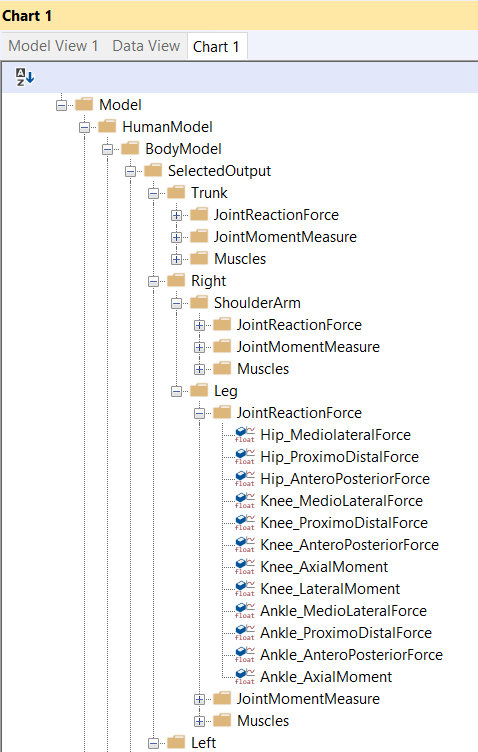 Chart 1
Model View 1 Data View Chart 1
A
Z
Model
HumanModel
BodyModel
SelectedOutput
Trunk
JointReactionForce
JointMomentMeasure
Muscles
Right
ShoulderArm
JointReactionForce
JointMomentMeasure
Muscles
Leg
JointReactionForce
float Hip_MediolateralForce
float Hip_ProximoDistalForce
float Hip_AnteroPosteriorForce
float Knee_MedioLateralForce
float Knee_ProximoDistalForce
float Knee_AnteroPosteriorForce
float Knee_AxialMoment
float Knee_LateralMoment
float Ankle_MedioLateralForce
float Ankle_ProximoDistalForce
float Ankle_AnteroPosteriorForce
float Ankle_AxialMoment
JointMomentMeasure
Muscles
Left